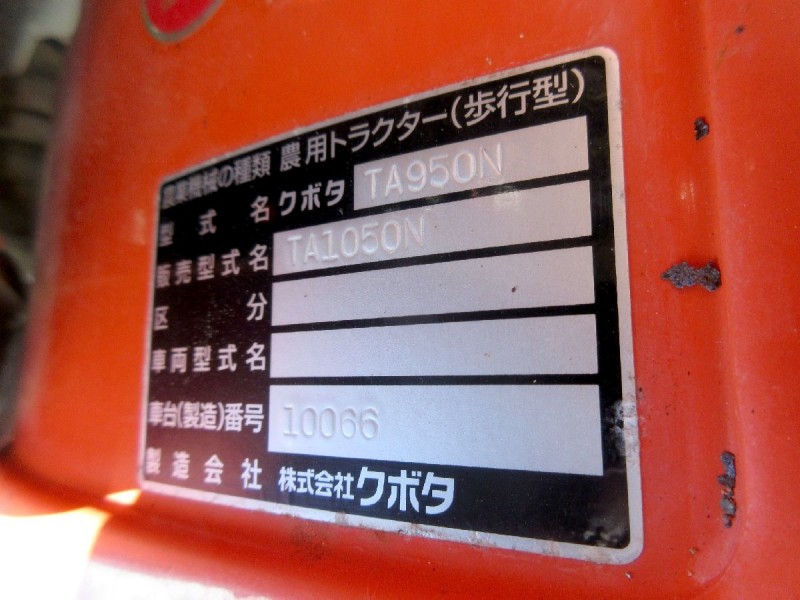 農業機械の種類 農用トラクター(歩行型)
型式名 クボタ TA950N
販売型式名 TA1050N
区分
車両型式名
車台(製造)番号 10066
製造会社 株式会社クボタ